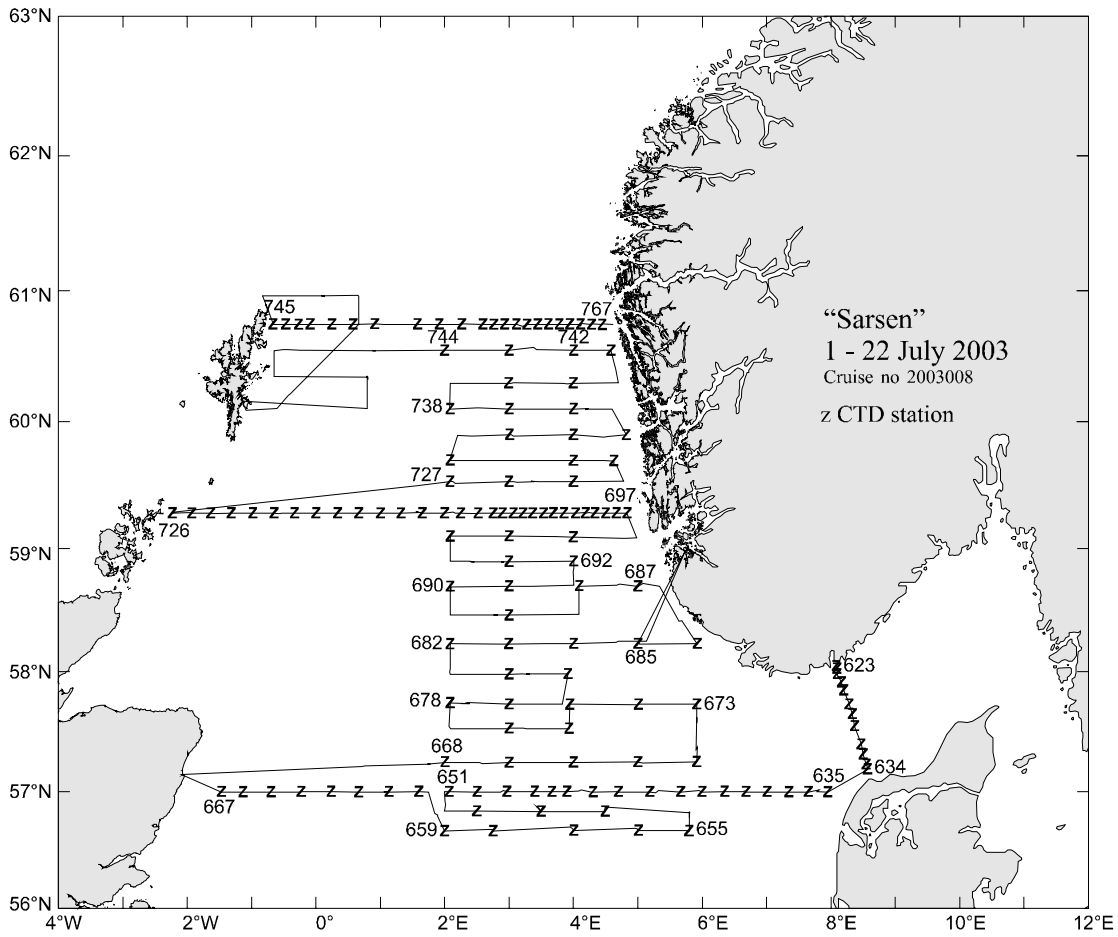 63°N
62°N
61°N
745
767
“Sarsen”
744
742
1 - 22 July 2003
Cruise no 2003008
738
z CTD station
60°N
727
697
726
59°N
692
690
687
682
685
623
58°N
678
673
668
651
635
634
57°N
667
659
655
56°N
4°W
2°W
0°
2°E
4°E
6°E
8°E
10°E
12°E